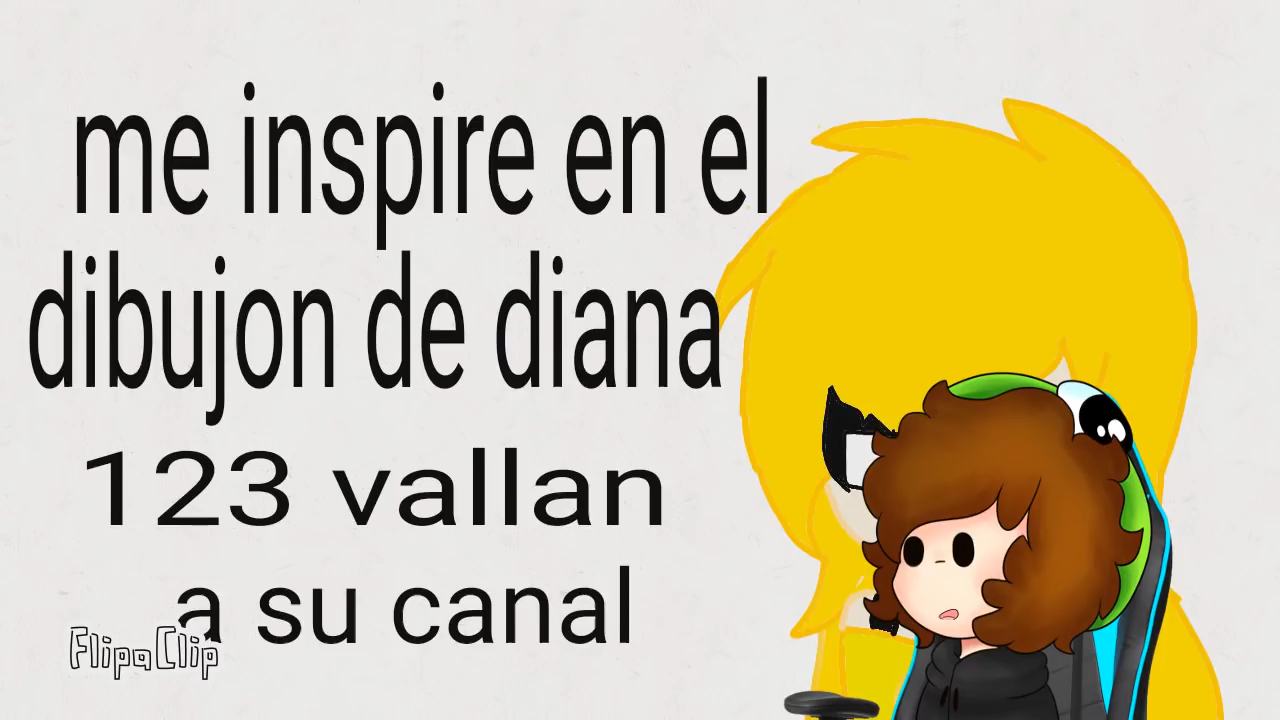 me inspire en el
dibujon de diana
123 vallan
a su canal
FlipaClip